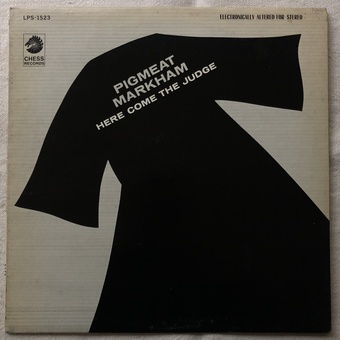 LPS-1523
ELECTRONICALLY ALTERED FOR STEREO
CHESS
RECORDS
PIGMEAT
MARKHAM
HERE COME THE JUDGE